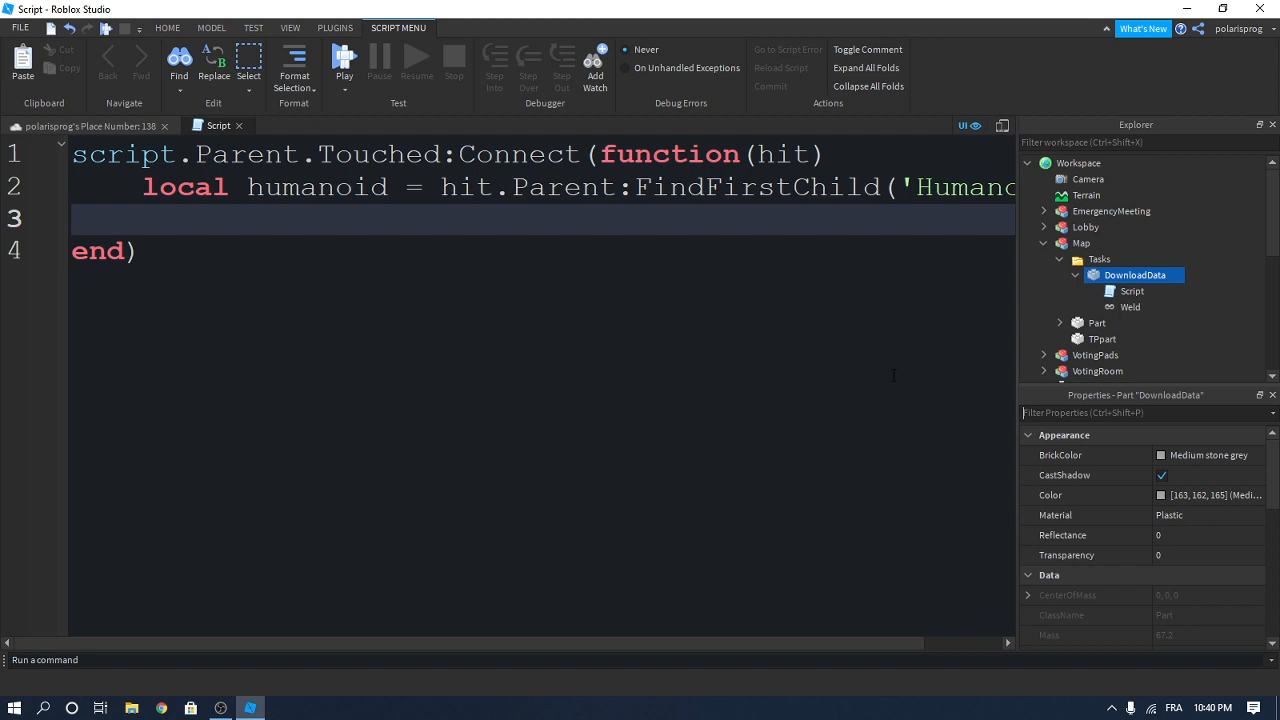 Script - Roblox Studio
FILE HOME MODEL TEST VIEW PLUGINS SCRIPT MENU What's New polarisprog
Paste Cut Copy Back Fwd Find Replace Select Format Selection Play Pause Resume Stop Step Into Step Over Step Out Add Watch Never On Unhandled Exceptions Go to Script Error Reload Script Commit Toggle Comment Expand All Folds Collapse All Folds
Clipboard Navigate Edit Format Test Debugger Debug Errors Actions
polarisprog's Place Number: 138 Script UI
1 script.Parent.Touched:Connect(function(hit)
2 local humanoid = hit.Parent:FindFirstChild('Humano
3
4 end)
Explorer
Filter workspace (Ctrl+Shift+X)
Workspace
Camera
Terrain
EmergencyMeeting
Lobby
Map
Tasks
DownloadData
Script
Weld
Part
TPpart
VotingPads
VotingRoom
Properties - Part "DownloadData"
Filter Properties (Ctrl+Shift+P)
Appearance
BrickColor Medium stone grey
CastShadow
Color [163, 162, 165] (Medi...
Material Plastic
Reflectance 0
Transparency 0
Data
CenterOfMass 0, 0, 0
ClassName Part
Mass 67.2
Run a command
FRA 10:40 PM